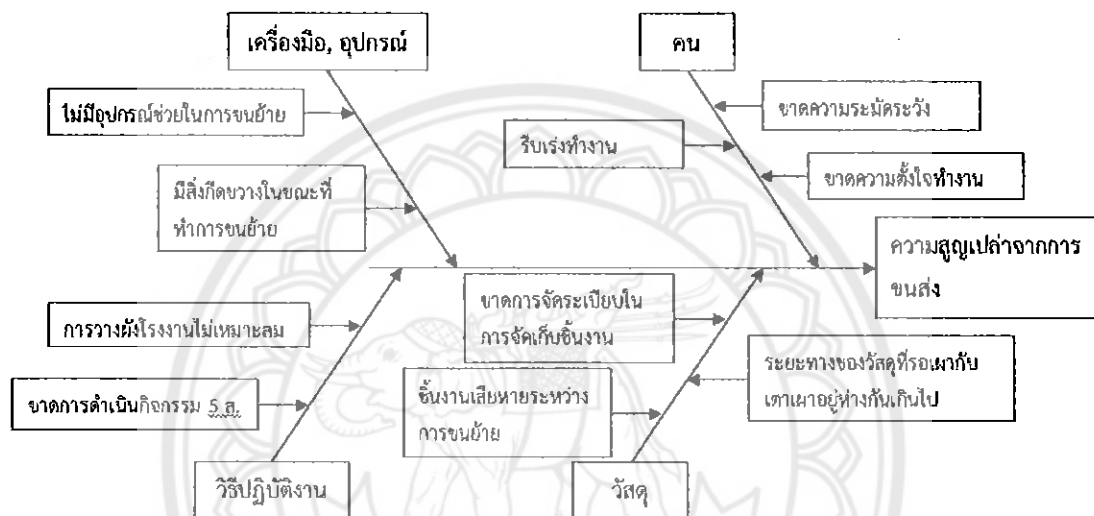 เครื่องมือ, อุปกรณ์
คน
ไม่มีอุปกรณ์ช่วยในการขนย้าย
ขาดความระมัดระวัง
รีบเร่งทำงาน
ขาดความตั้งใจทำงาน
มีสิ่งกีดขวางในขณะที่
ทำการขนย้าย
ความสูญเปล่าจากการ
ขนส่ง
ขาดการจัดระเบียบใน
การจัดเก็บชิ้นงาน
การวางผังโรงงานไม่เหมาะสม
ระยะทางของวัสดุที่รอเผากับ
เตาเผาอยู่ห่างกันเกินไป
ขาดการดำเนินกิจกรรม 5 ส.
ชิ้นงานเสียหายระหว่าง
การขนย้าย
วิธีปฏิบัติงาน
วัสดุ